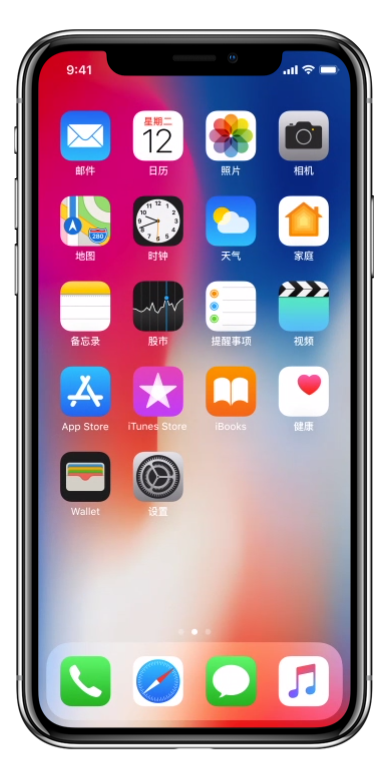 9:41
星期二
12
邮件
日历
照片
相机
280
地图
时钟
天气
家庭
备忘录
股市
提醒事项
视频
App Store
iTunes Store
iBooks
健康
Wallet
设置